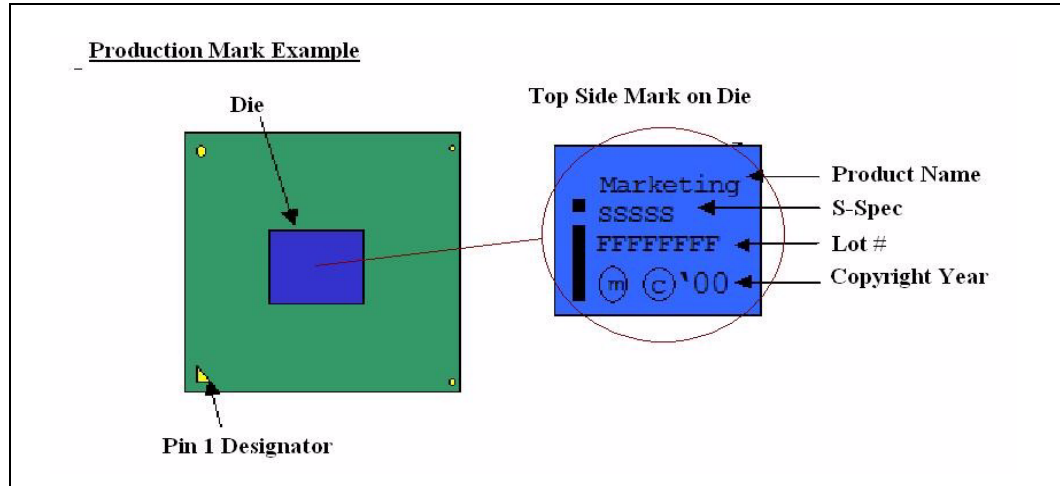 Production Mark Example
Die
Top Side Mark on Die
Marketing
SSSSS
FFFFFFFF
m c '00
Product Name
S-Spec
Lot #
Copyright Year
Pin 1 Designator